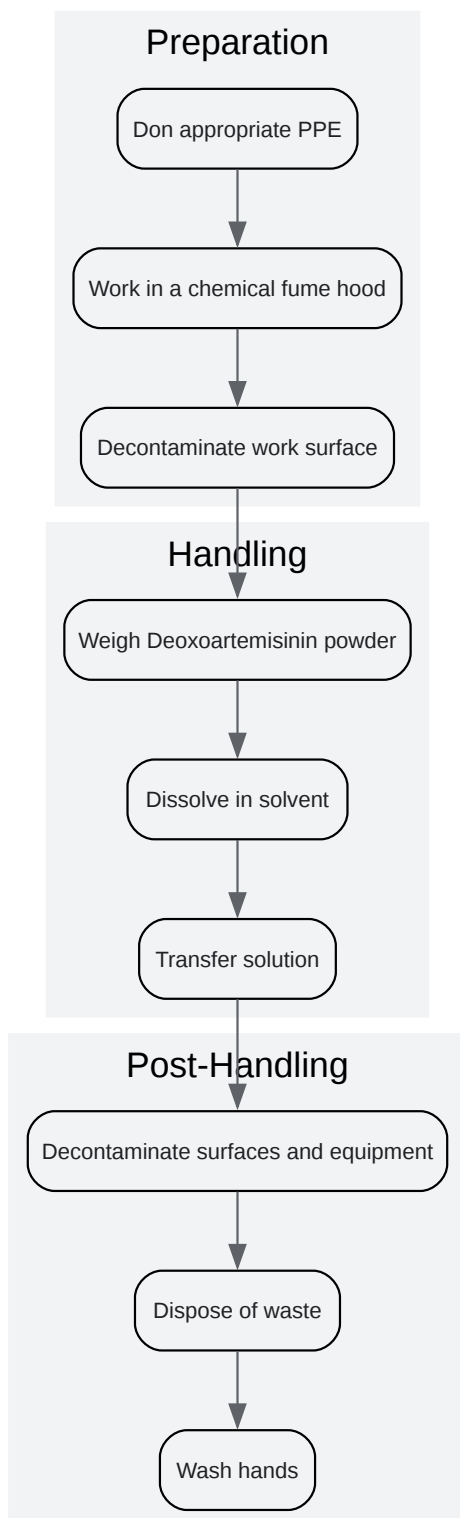 Preparation
Don appropriate PPE
Work in a chemical fume hood
Decontaminate work surface
Handling
Weigh Deoxoartemisinin powder
Dissolve in solvent
Transfer solution
Post-Handling
Decontaminate surfaces and equipment
Dispose of waste
Wash hands